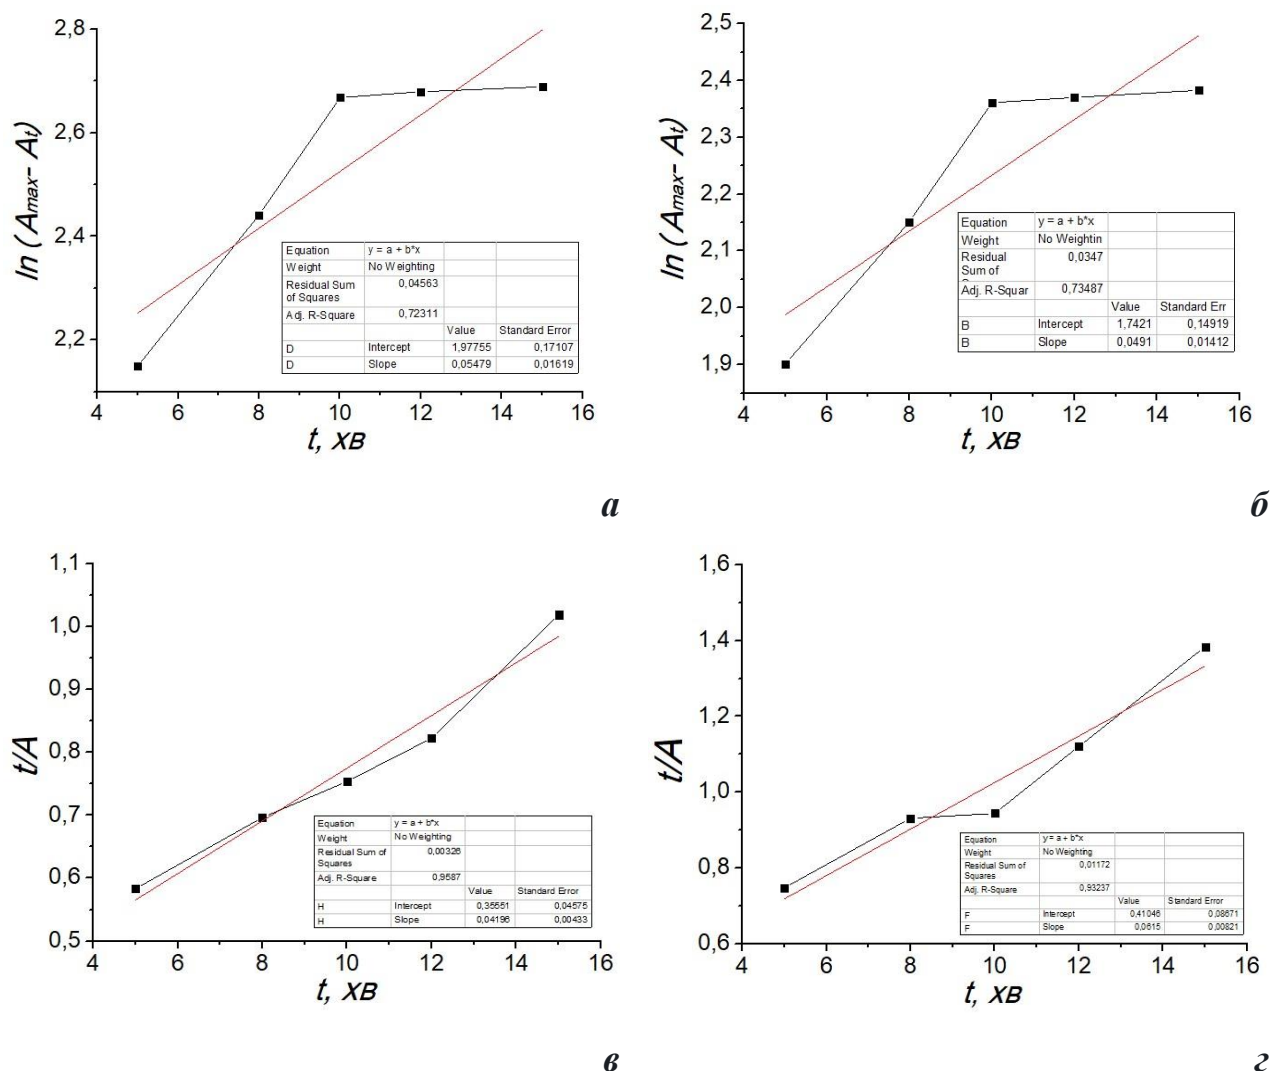 2,8
2,6
2,4
2,2
4 6 8 10 12 14 16
ln (Amax- At)
t, хв
Equation y = a + b*x
Weight No Weighting
Residual Sum of Squares 0,04563
Adj. R-Square 0,72311
Value Standard Error
D Intercept 1,97755 0,17107
D Slope 0,05479 0,01619
а
2,5
2,4
2,3
2,2
2,1
2,0
1,9
4 6 8 10 12 14 16
ln (Amax- At)
t, хв
Equation y = a + b*x
Weight No Weightin
Residual Sum of 0,0347
Adj. R-Squar 0,73487
Value Standard Err
B Intercept 1,7421 0,14919
B Slope 0,0491 0,01412
б
1,1
1,0
0,9
0,8
0,7
0,6
0,5
4 6 8 10 12 14 16
t/A
t, хв
Equation y = a + b*x
Weight No Weighting
Residual Sum of Squares 0,00326
Adj. R-Square 0,9587
Value Standard Error
H Intercept 0,35551 0,04575
H Slope 0,04196 0,00433
в
1,6
1,4
1,2
1,0
0,8
0,6
4 6 8 10 12 14 16
t/A
t, хв
Equation y = a + b*x
Weight No Weighting
Residual Sum of Squares 0,01172
Adj. R-Square 0,93237
Value Standard Error
F Intercept 0,41046 0,08671
F Slope 0,0615 0,00821
г